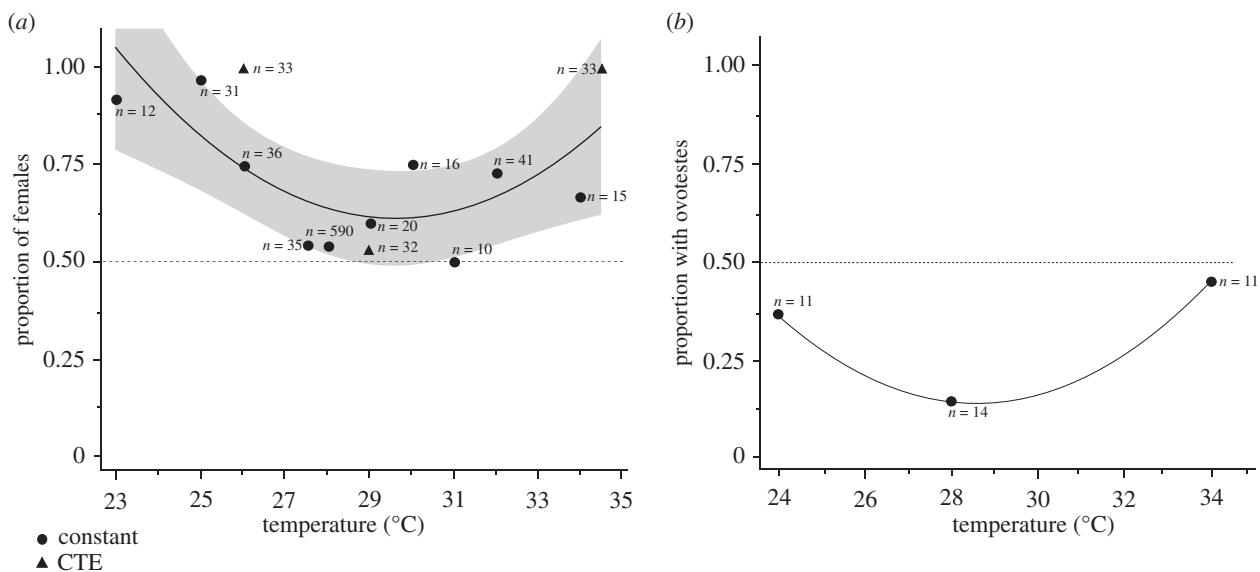 (a)
proportion of females
1.00
0.75
0.50
0.25
0
n = 12
n = 31
n = 33
n = 36
n = 35
n = 590
n = 20
n = 32
n = 16
n = 10
n = 41
n = 33
n = 15
23 25 27 29 31 33 35
temperature (°C)
constant
CTE
(b)
proportion with ovotestes
1.00
0.75
0.50
0.25
0
n = 11
n = 14
n = 11
24 26 28 30 32 34
temperature (°C)